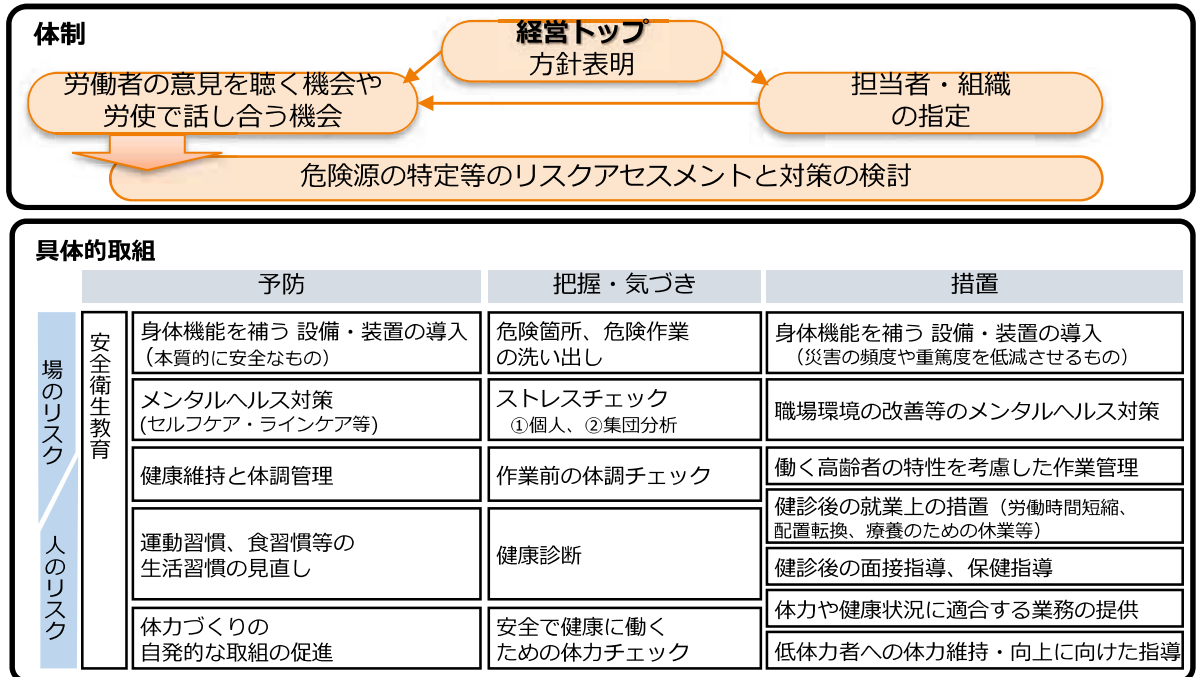 体制
経営トップ
方針表明
労働者の意見を聴く機会や
労使で話し合う機会
担当者・組織
の指定
危険源の特定等のリスクアセスメントと対策の検討
具体的取組
予防
把握・気づき
措置
場のリスク
人のリスク
安全衛生教育
身体機能を補う 設備・装置の導入
（本質的に安全なもの）
危険箇所、危険作業
の洗い出し
身体機能を補う 設備・装置の導入
（災害の頻度や重篤度を低減させるもの）
メンタルヘルス対策
(セルフケア・ラインケア等)
ストレスチェック
①個人、②集団分析
職場環境の改善等のメンタルヘルス対策
健康維持と体調管理
作業前の体調チェック
働く高齢者の特性を考慮した作業管理
運動習慣、食習慣等の
生活習慣の見直し
健康診断
健診後の就業上の措置（労働時間短縮、
配置転換、療養のための休業等）
健診後の面接指導、保健指導
体力づくりの
自発的な取組の促進
安全で健康に働く
ための体力チェック
体力や健康状況に適合する業務の提供
低体力者への体力維持・向上に向けた指導